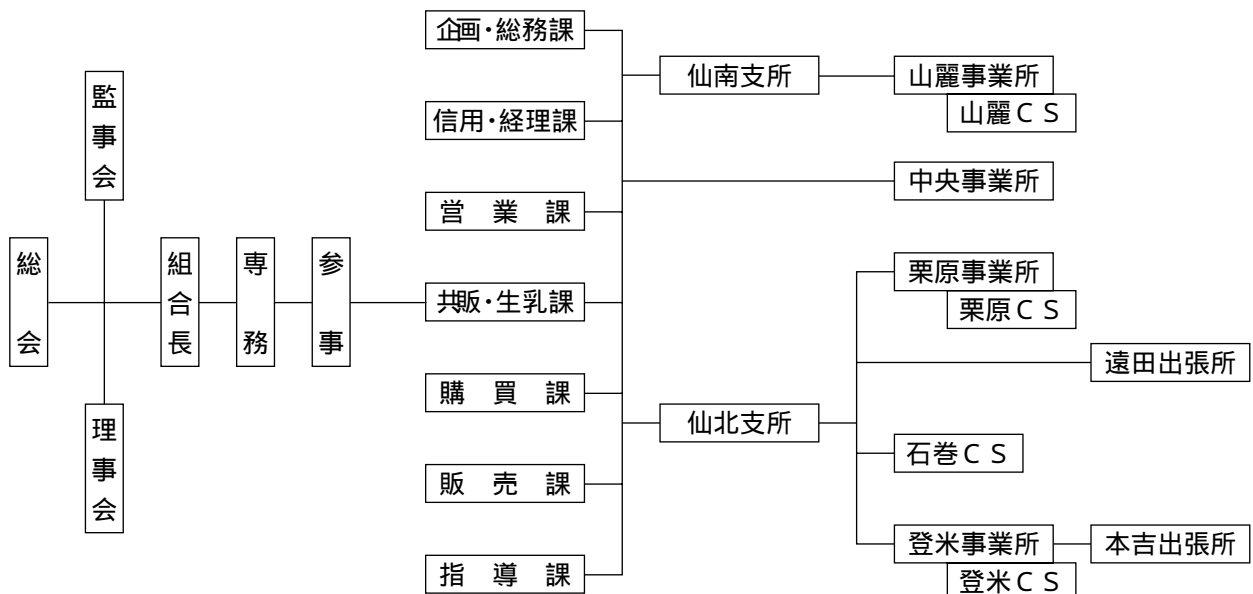 総会
監事会
理事会
組合長
専務
参事
企画・総務課
信用・経理課
営業課
共販・生乳課
購買課
販売課
指導課
仙南支所
山麗事業所
山麗ＣＳ
中央事業所
仙北支所
栗原事業所
栗原ＣＳ
遠田出張所
石巻ＣＳ
登米事業所
登米ＣＳ
本吉出張所